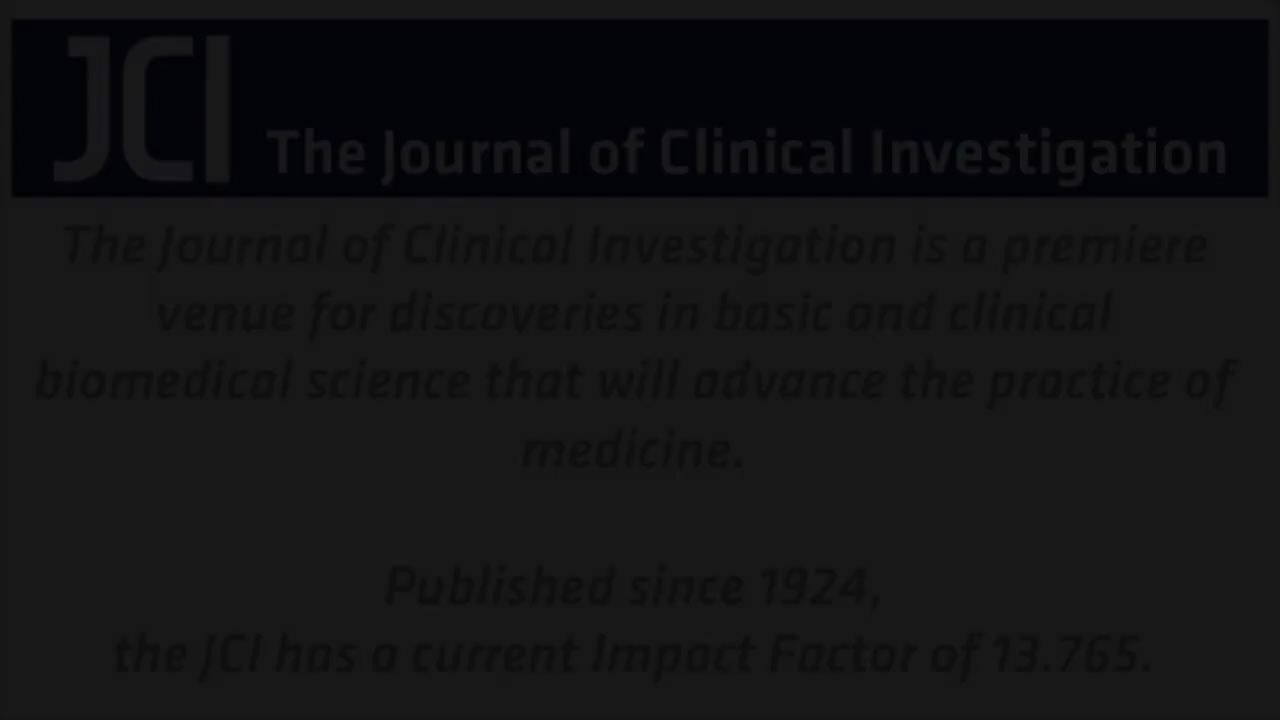 JCI The Journal of Clinical Investigation
The Journal of Clinical Investigation is a premiere
venue for discoveries in basic and clinical
biomedical science that will advance the practice of
medicine.
Published since 1924,
the JCI has a current Impact Factor of 13.765.